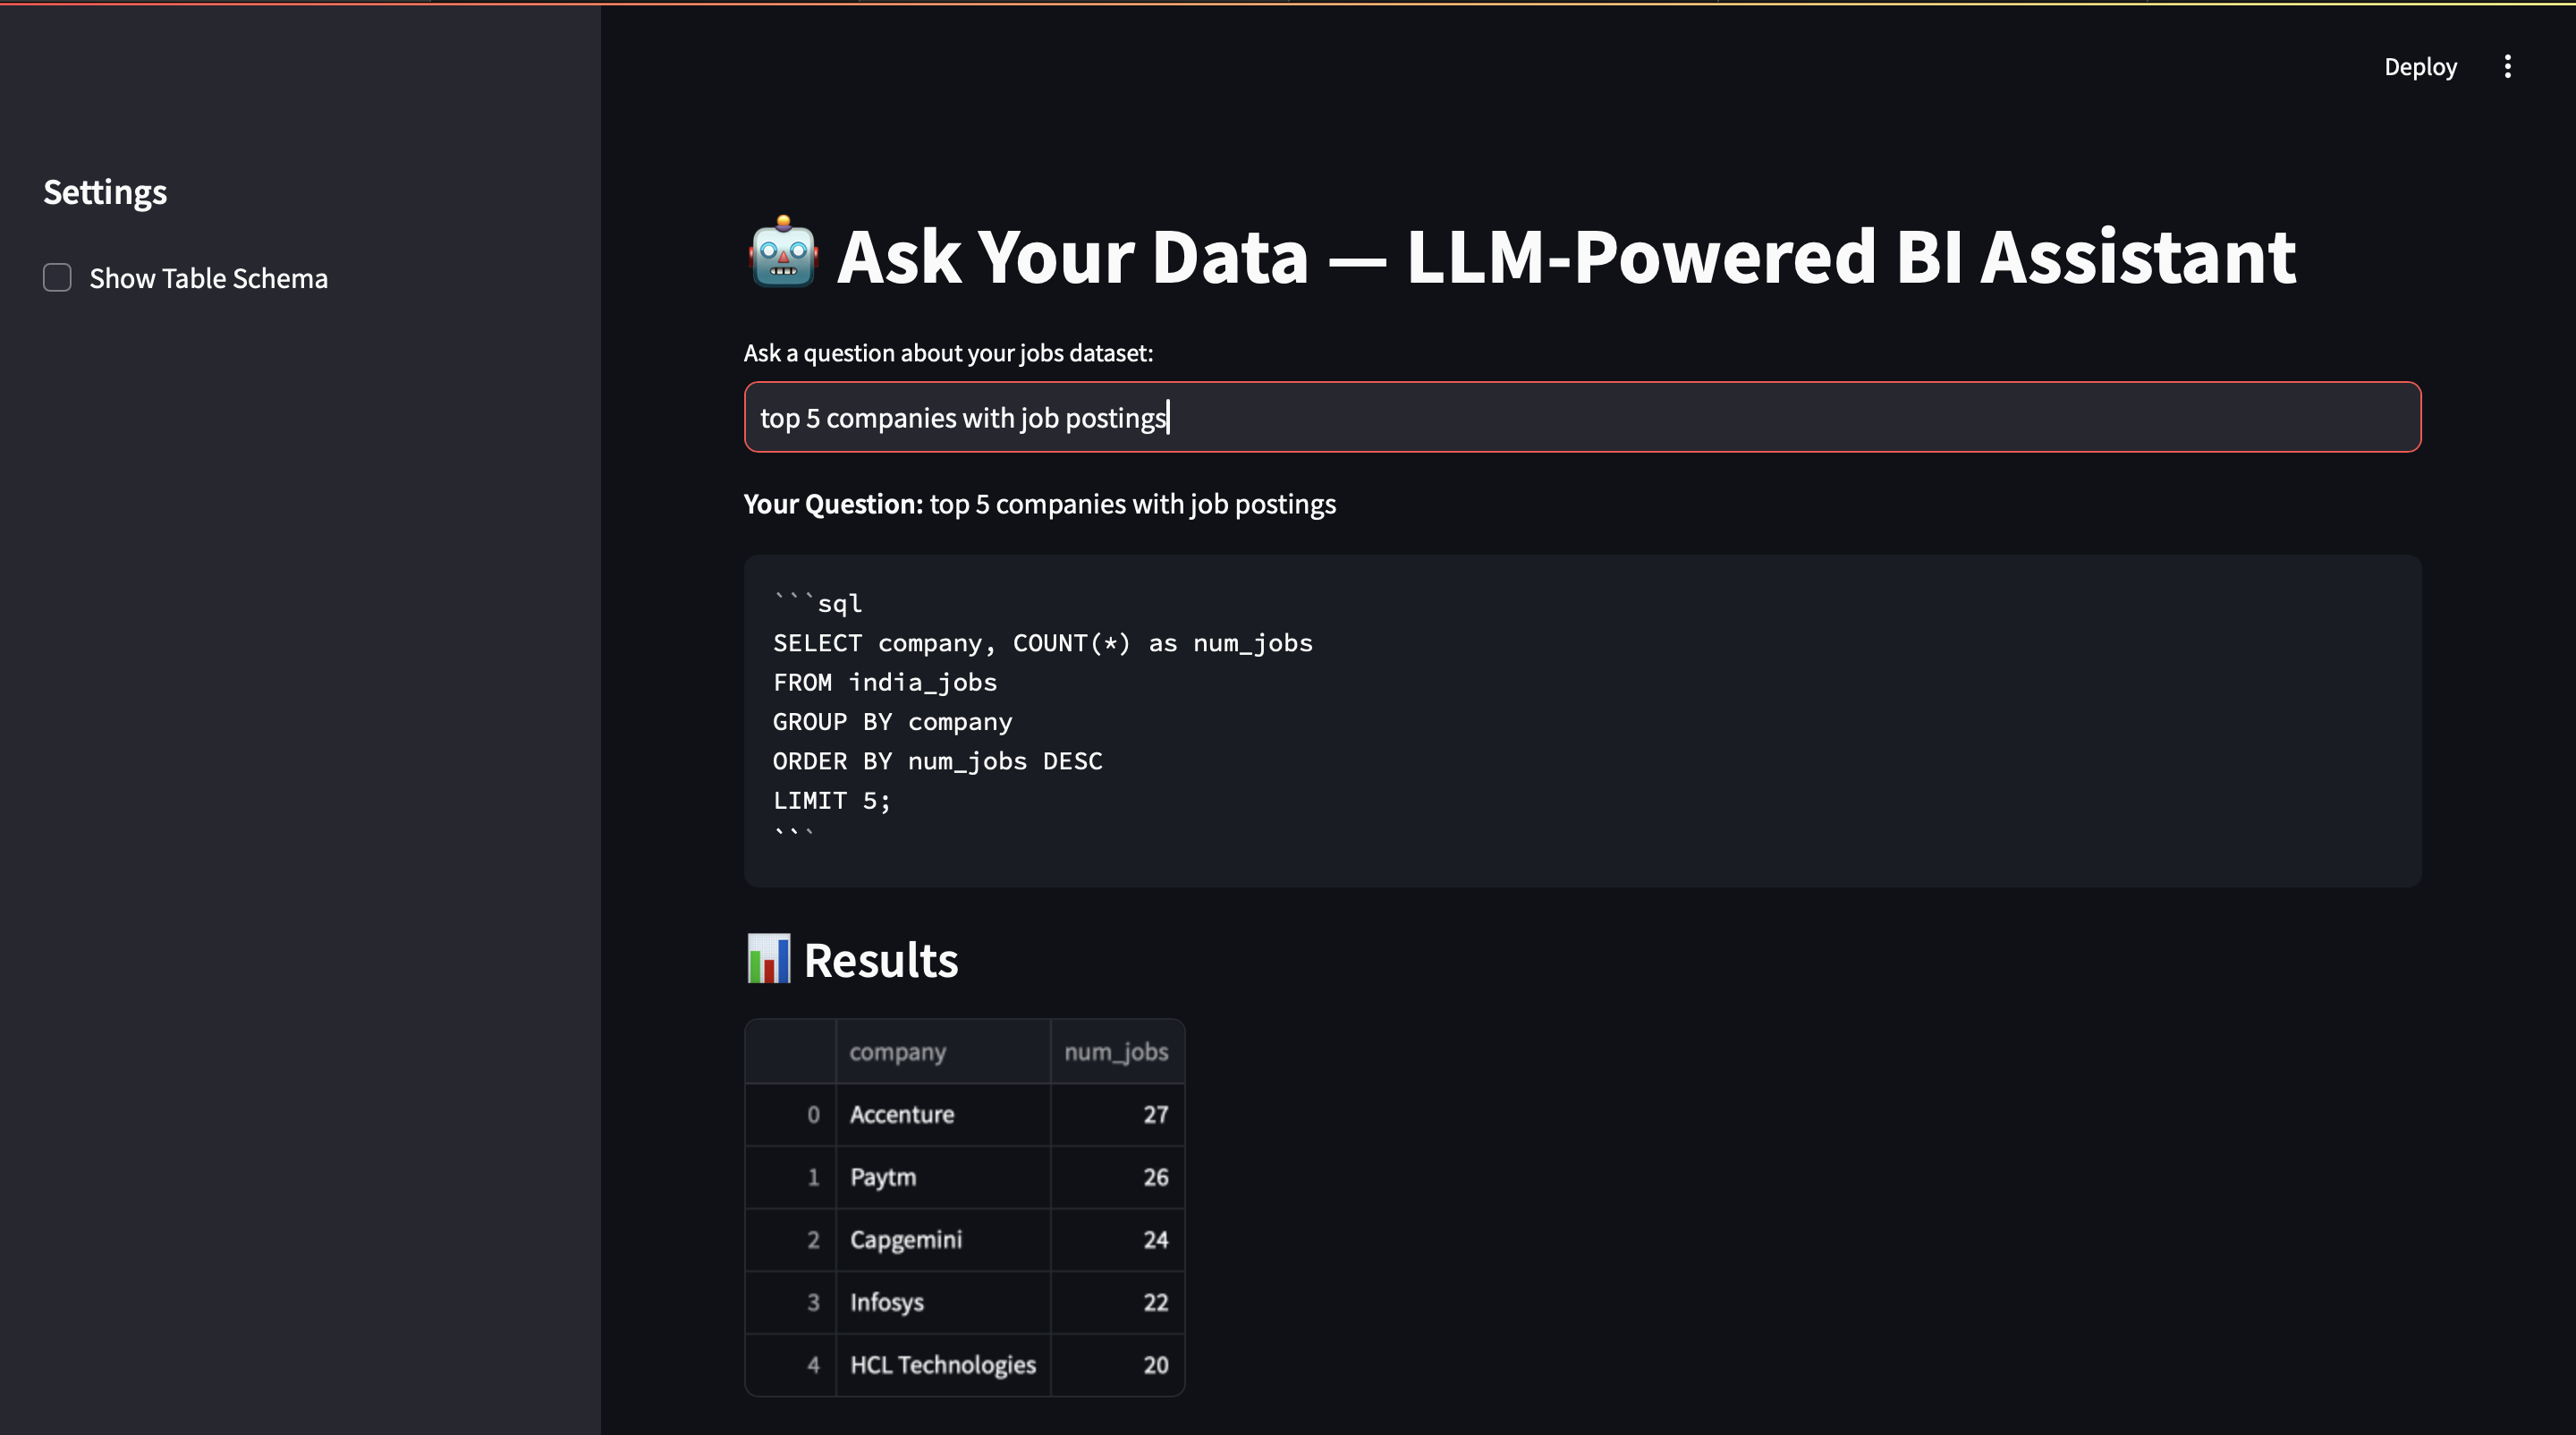 Deploy
Settings
Show Table Schema
🤖 Ask Your Data — LLM-Powered BI Assistant
Ask a question about your jobs dataset:
top 5 companies with job postings
Your Question: top 5 companies with job postings
```sql
SELECT company, COUNT(*) as num_jobs
FROM india_jobs
GROUP BY company
ORDER BY num_jobs DESC
LIMIT 5;
```
📊 Results
company num_jobs
0 Accenture 27
1 Paytm 26
2 Capgemini 24
3 Infosys 22
4 HCL Technologies 20